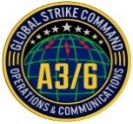 GLOBAL STRIKE COMMAND
A3/6
OPERATIONS & COMMUNICATIONS